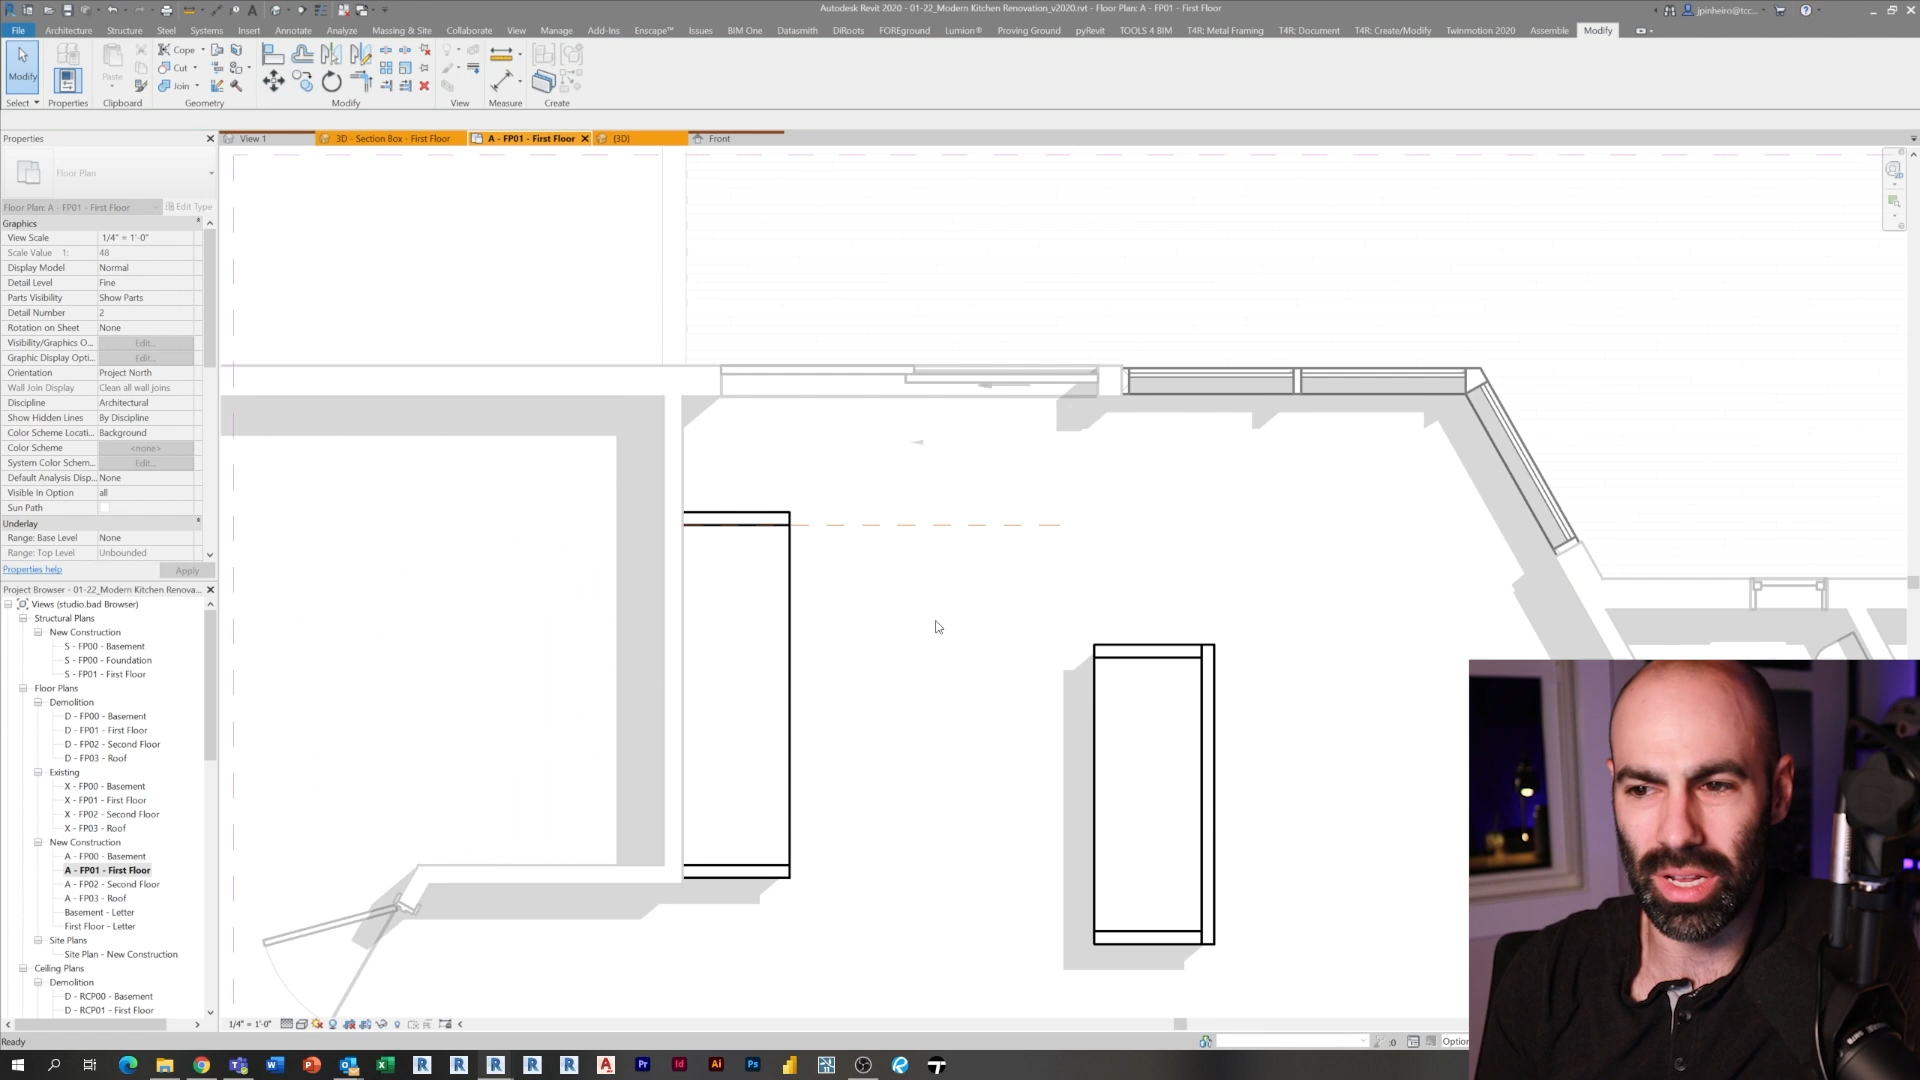 Autodesk Revit 2020 - 01-22_Modern Kitchen Renovation_v2020.rvt - Floor Plan: A - FP01 - First Floor
jpinheiro@tcc...
File Architecture Structure Steel Systems Insert Annotate Analyze Massing & Site Collaborate View Manage Add-Ins Enscape™ Issues BIM One Datasmith DiRoots FOREground Lumion® Proving Ground pyRevit TOOLS 4 BIM T4R: Metal Framing T4R: Document T4R: Create/Modify Twinmotion 2020 Assemble Modify
Modify
Paste
Cope
Cut
Join
Select Properties Clipboard Geometry Modify View Measure Create
Properties
View 1 3D - Section Box - First Floor A - FP01 - First Floor (3D) Front
Floor Plan
Floor Plan: A - FP01 - First Floor Edit Type
Graphics
View Scale 1/4" = 1'-0"
Scale Value 1: 48
Display Model Normal
Detail Level Fine
Parts Visibility Show Parts
Detail Number 2
Rotation on Sheet None
Visibility/Graphics O... Edit...
Graphic Display Opti... Edit...
Orientation Project North
Wall Join Display Clean all wall joins
Discipline Architectural
Show Hidden Lines By Discipline
Color Scheme Locati... Background
Color Scheme <none>
System Color Schem... Edit...
Default Analysis Disp... None
Visible In Option all
Sun Path
Underlay
Range: Base Level None
Range: Top Level Unbounded
Properties help Apply
Project Browser - 01-22_Modern Kitchen Renova...
Views (studio.bad Browser)
Structural Plans
New Construction
S - FP00 - Basement
S - FP00 - Foundation
S - FP01 - First Floor
Floor Plans
Demolition
D - FP00 - Basement
D - FP01 - First Floor
D - FP02 - Second Floor
D - FP03 - Roof
Existing
X - FP00 - Basement
X - FP01 - First Floor
X - FP02 - Second Floor
X - FP03 - Roof
New Construction
A - FP00 - Basement
A - FP01 - First Floor
A - FP02 - Second Floor
A - FP03 - Roof
Basement - Letter
First Floor - Letter
Site Plans
Site Plan - New Construction
Ceiling Plans
Demolition
D - RCP00 - Basement
D - RCP01 - First Floor
1/4" = 1'-0"
Ready
:0
Option